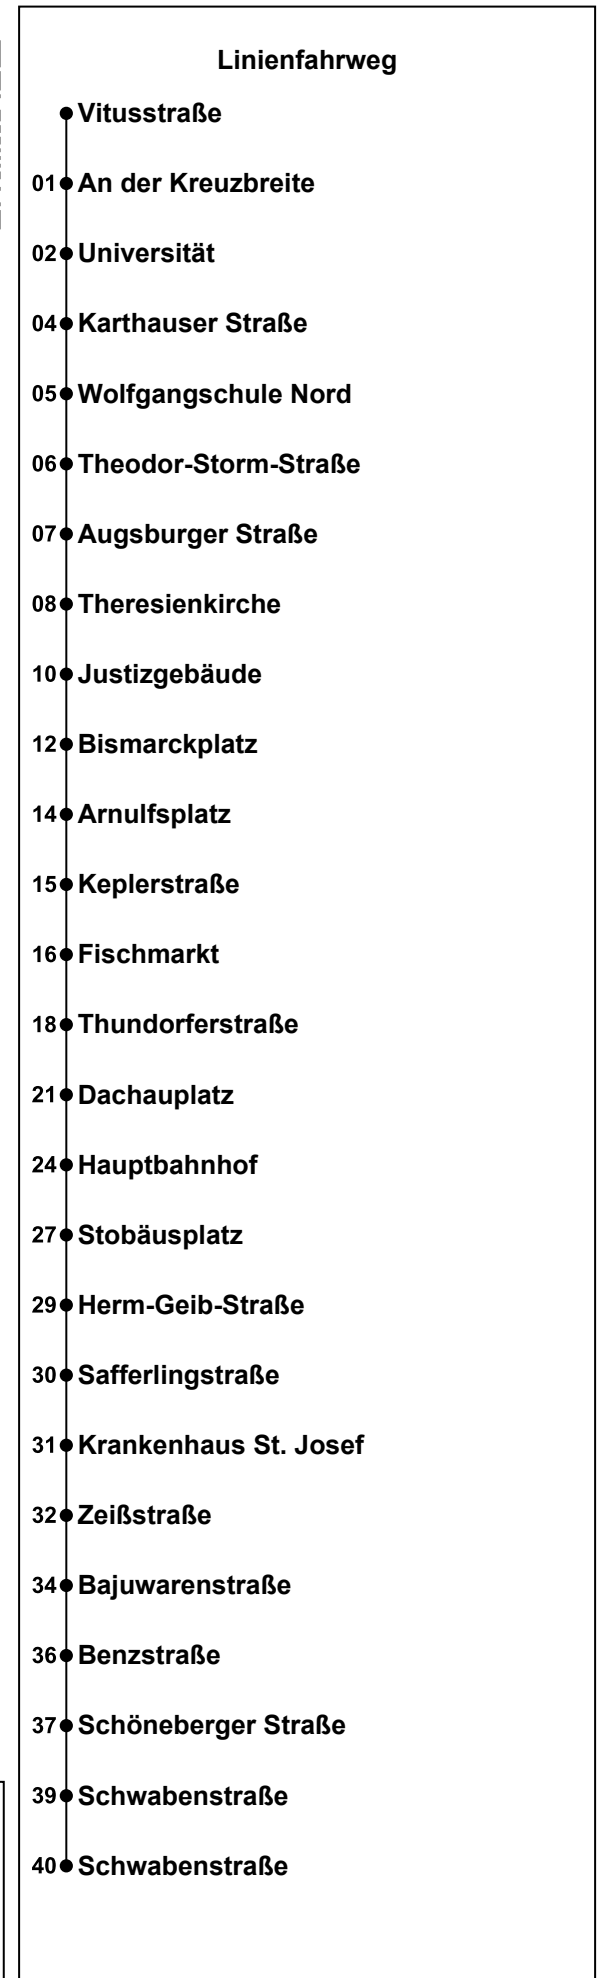 Linienfahrweg
Vitusstraße
01 An der Kreuzbreite
02 Universität
04 Karthauser Straße
05 Wolfgangschule Nord
06 Theodor-Storm-Straße
07 Augsburger Straße
08 Theresienkirche
10 Justizgebäude
12 Bismarckplatz
14 Arnulfsplatz
15 Keplerstraße
16 Fischmarkt
18 Thundorferstraße
21 Dachauplatz
24 Hauptbahnhof
27 Stobäusplatz
29 Herm-Geib-Straße
30 Safferlingstraße
31 Krankenhaus St. Josef
32 Zeißstraße
34 Bajuwarenstraße
36 Benzstraße
37 Schöneberger Straße
39 Schwabenstraße
40 Schwabenstraße